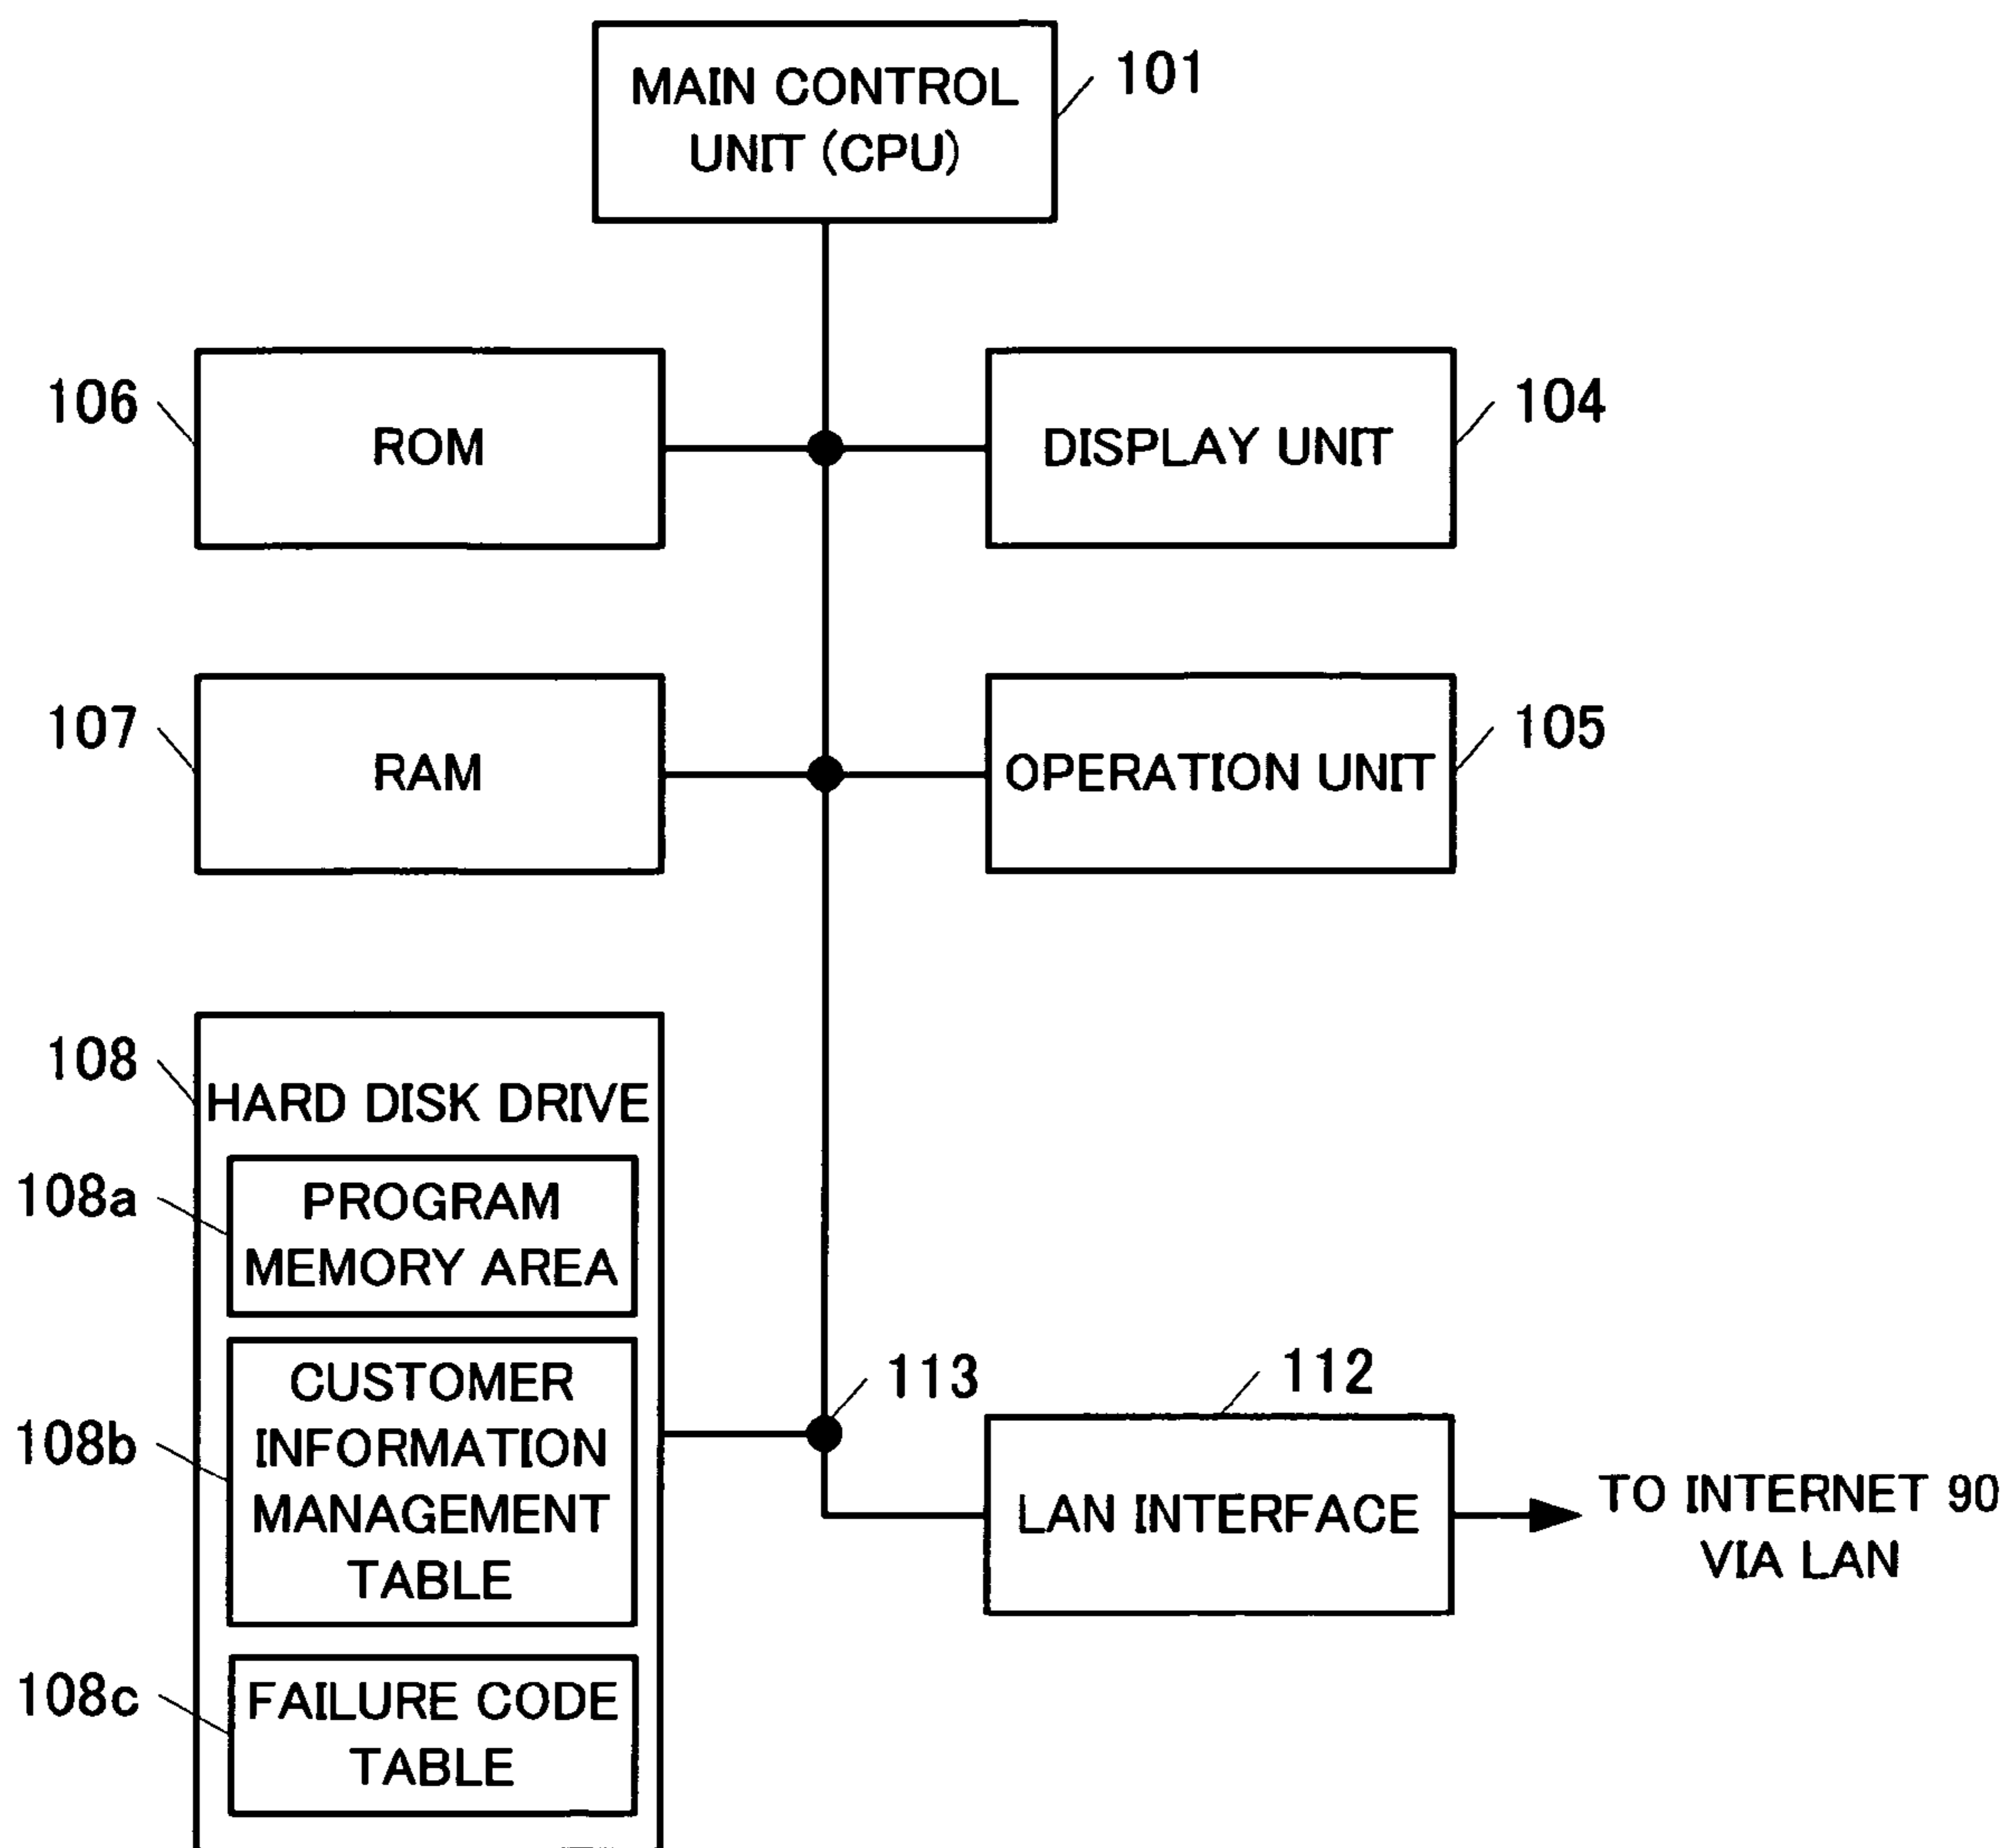 MAIN CONTROL
UNIT (CPU)
101
106
ROM
DISPLAY UNIT
104
107
RAM
OPERATION UNIT
105
108
HARD DISK DRIVE
108a
PROGRAM
MEMORY AREA
108b
CUSTOMER
INFORMATION
MANAGEMENT
TABLE
108c
FAILURE CODE
TABLE
113
112
LAN INTERFACE
TO INTERNET 90
VIA LAN